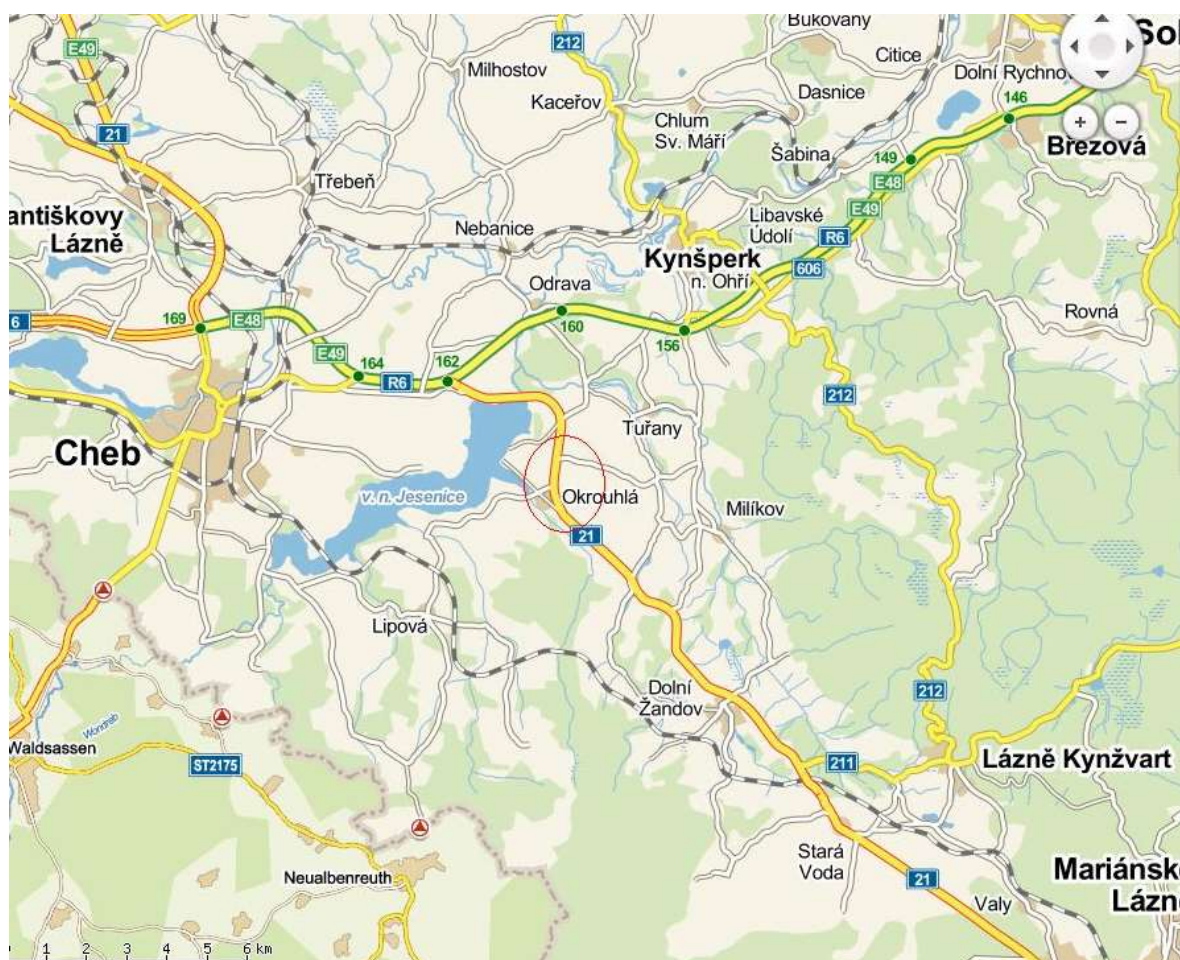 Bukovany
Sol
E49
212
Citice
Milhostov
Dolní Rychnov
Dasnice
Kaceřov
146
21
Chlum
Sv. Máří
Březová
Šabina
149
Třebeň
E48
antiškovy
Lázně
E49
Nebanice
Libavské
Údolí
R6
Kynšperk
n. Ohří
606
Odrava
Rovná
6
169
E48
160
156
E49
164
162
R6
212
Tuřany
Cheb
v. n. Jesenice
Okrouhlá
Milíkov
21
Lipová
Dolní
Žandov
212
Wondreb
Waldsassen
ST2175
211
Lázně Kynžvart
Stará
Voda
Mariánské
Lázně
Neualbenreuth
21
Valy
1 2 3 4 5 6 km